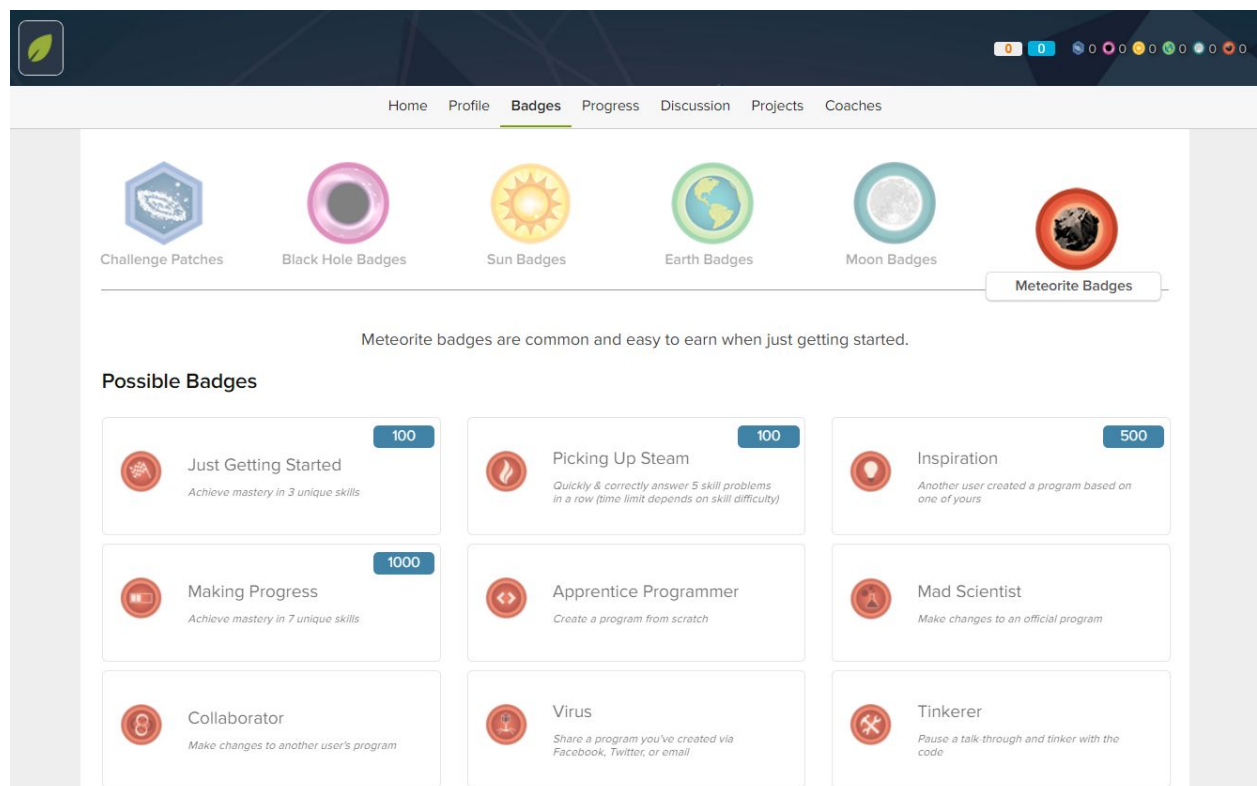 0 0 0 0 0 0 0 0
Home Profile Badges Progress Discussion Projects Coaches
Challenge Patches Black Hole Badges Sun Badges Earth Badges Moon Badges Meteorite Badges
Meteorite badges are common and easy to earn when just getting started.
Possible Badges
100
Just Getting Started
Achieve mastery in 3 unique skills
100
Picking Up Steam
Quickly & correctly answer 5 skill problems
in a row (time limit depends on skill difficulty)
500
Inspiration
Another user created a program based on
one of yours
1000
Making Progress
Achieve mastery in 7 unique skills
Apprentice Programmer
Create a program from scratch
Mad Scientist
Make changes to an official program
Collaborator
Make changes to another user's program
Virus
Share a program you've created via
Facebook, Twitter, or email
Tinkerer
Pause a talk-through and tinker with the
code